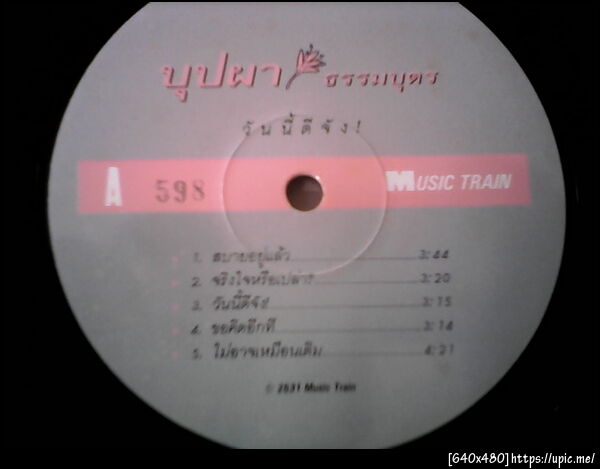 บุปผา ธรรมบุตร
วันนี้ดีจัง!
A 598 MUSIC TRAIN
1. สบายอยู่แล้ว 3:44
2. จริงใจหรือเปล่า 3:20
3. วันนี้ดีจัง! 3:15
4. ขอคิดอีกที 3:14
5. ไม่อาจเหมือนเดิม 4:21
© 2531 Music Train
[640x480]https://upic.me/